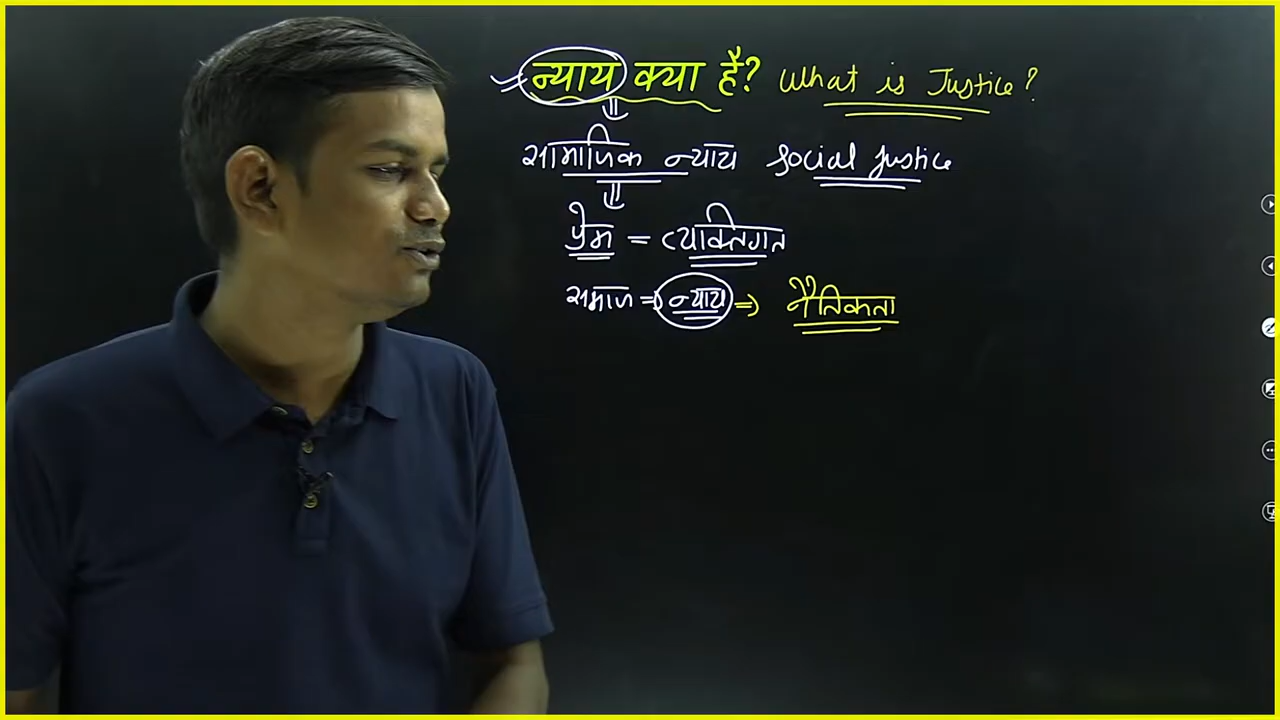 न्याय क्या है? What is Justice?
सामाजिक न्याय Social Justice
प्रेम = व्यक्तिगत
समाज => न्याय => नैतिकता